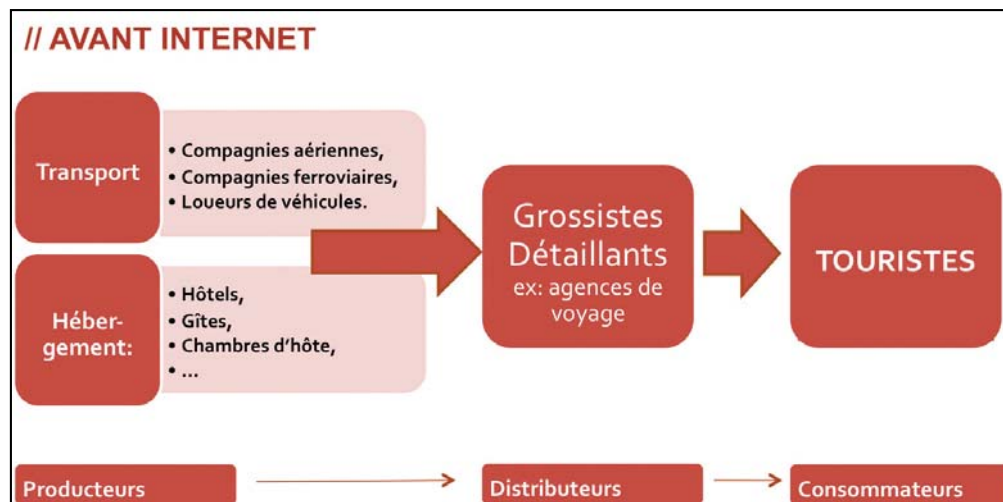 // AVANT INTERNET
Transport
• Compagnies aériennes,
• Compagnies ferroviaires,
• Loueurs de véhicules.
Héber-
gement:
• Hôtels,
• Gîtes,
• Chambres d'hôte,
• ...
Grossistes
Détaillants
ex: agences de
voyage
TOURISTES
Producteurs
Distributeurs
Consommateurs